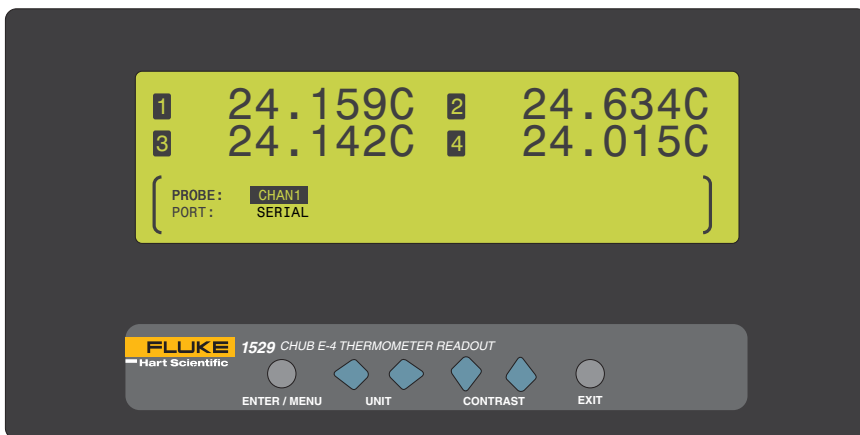 1 24.159C 2 24.634C
3 24.142C 4 24.015C
PROBE: CHAN1
PORT: SERIAL
FLUKE 1529 CHUB E-4 THERMOMETER READOUT
Hart Scientific
ENTER / MENU UNIT CONTRAST EXIT